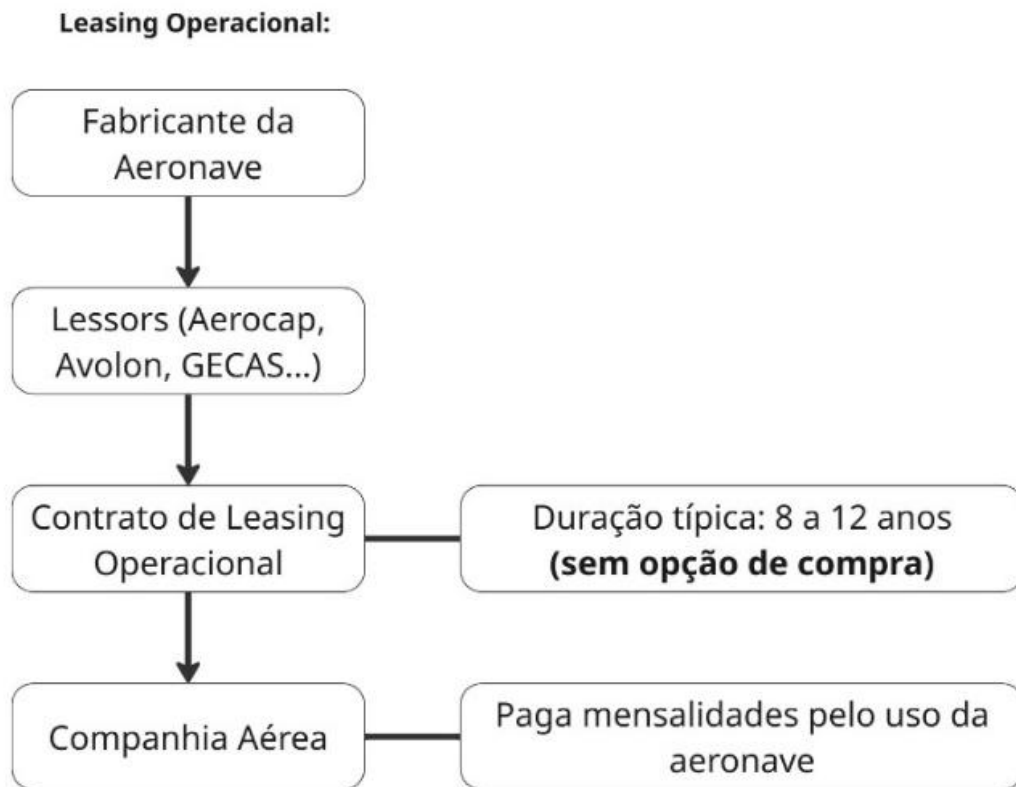 Leasing Operacional:
Fabricante da
Aeronave
Lessors (Aerocap,
Avolon, GECAS...)
Contrato de Leasing
Operacional
Duração típica: 8 a 12 anos
(sem opção de compra)
Companhia Aérea
Paga mensalidades pelo uso da
aeronave